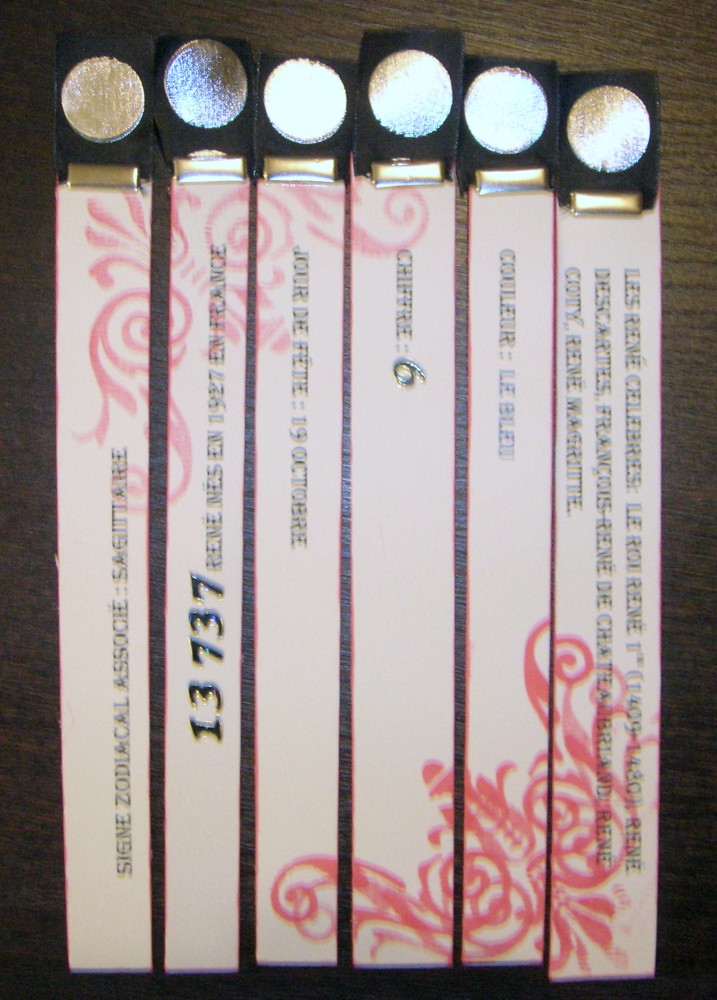 SIGNE ZODIACAL ASSOCIÉ : SAGITTAIRE
13 737 RENÉ NÉS EN 1927 EN FRANCE
JOUR DE FÊTE : 19 OCTOBRE
CHIFFRE : 6
COULEUR : LE BLEU
LES RENÉ CELEBRES: LE ROI RENÉ 1ER (1409-1480), RENÉ
DESCARTES, FRANÇOIS-RENÉ DE CHATEAUBRIAND, RENÉ
COTY, RENÉ MAGRITTE.